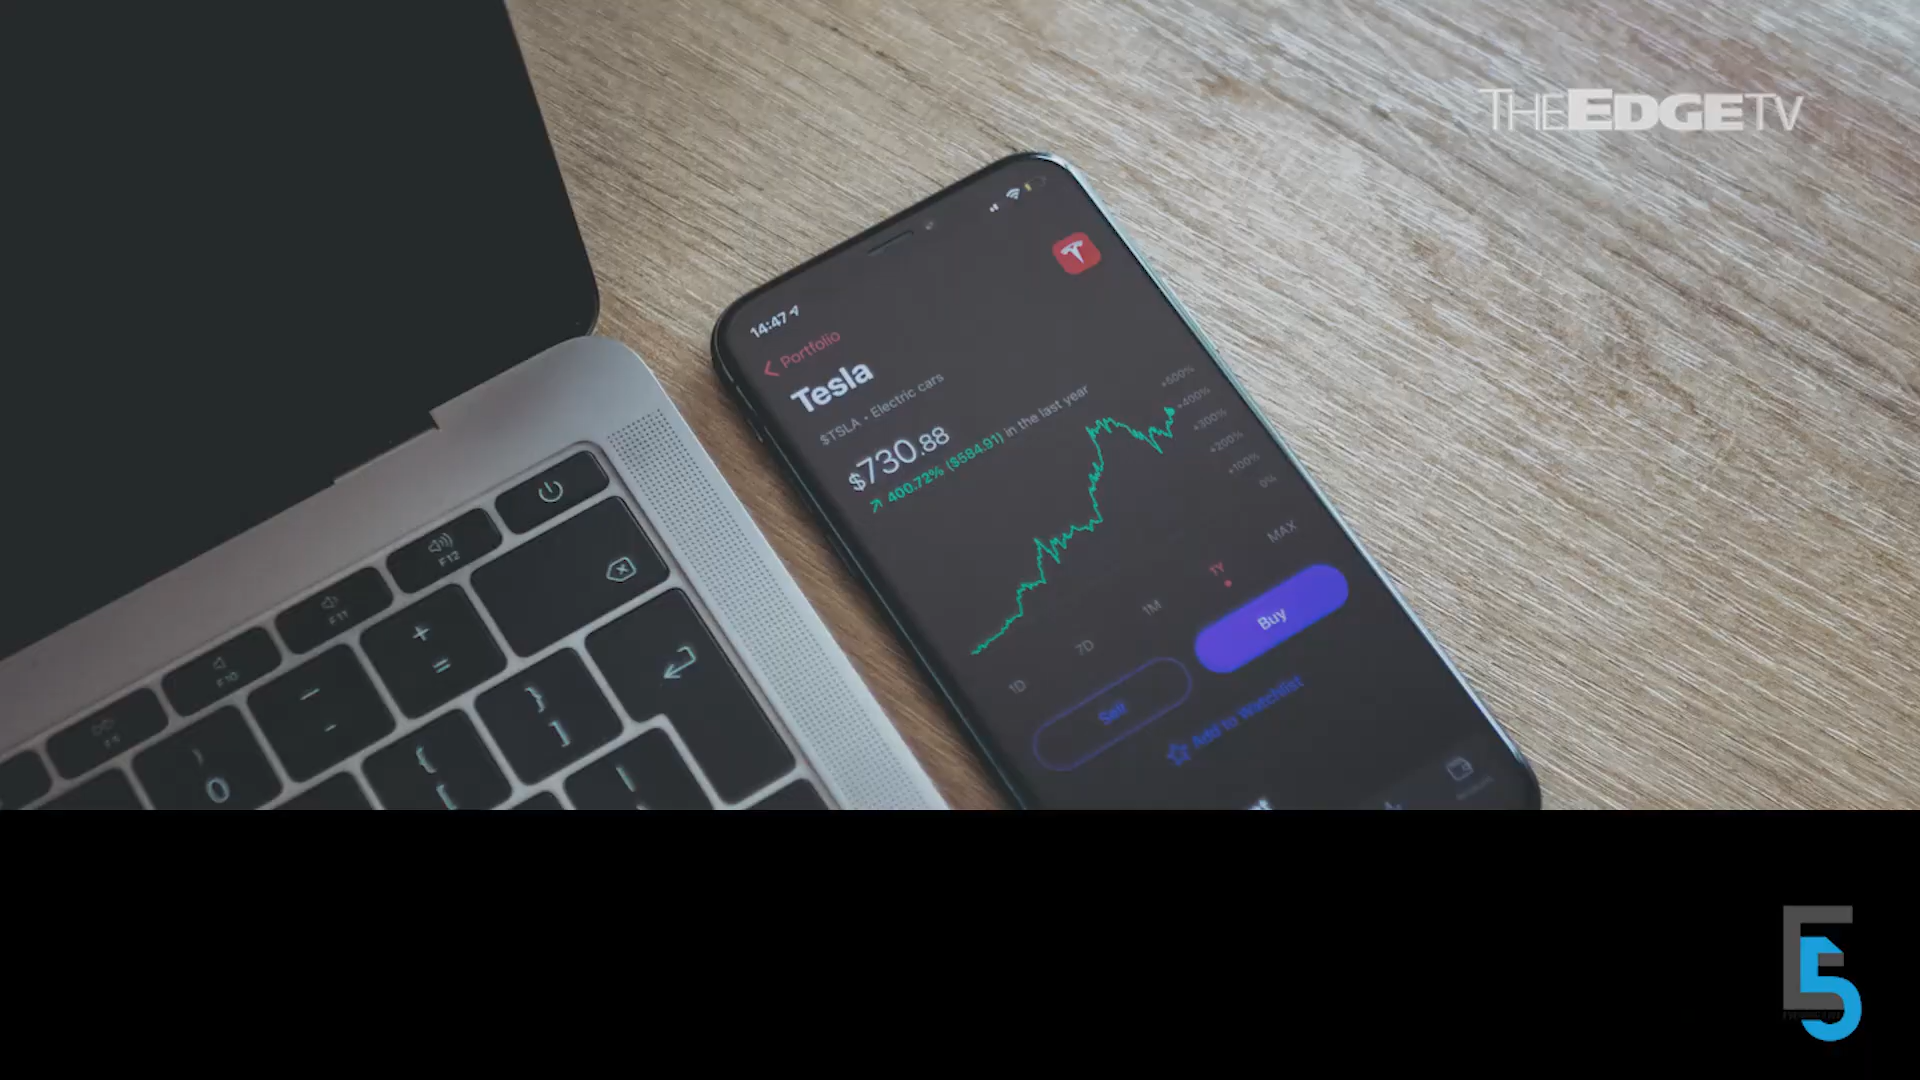 THEEDGETV
14:47
Portfolio
Tesla
$TSLA • Electric cars
$730.88
400.72% ($584.91) in the last year
+500%
+400%
+300%
+200%
+100%
0%
1D
7D
1M
1Y
MAX
Sell
Buy
Add to Watchlist
F12
F11
F10
+
=
-
)
0
}
]
{
[
E5